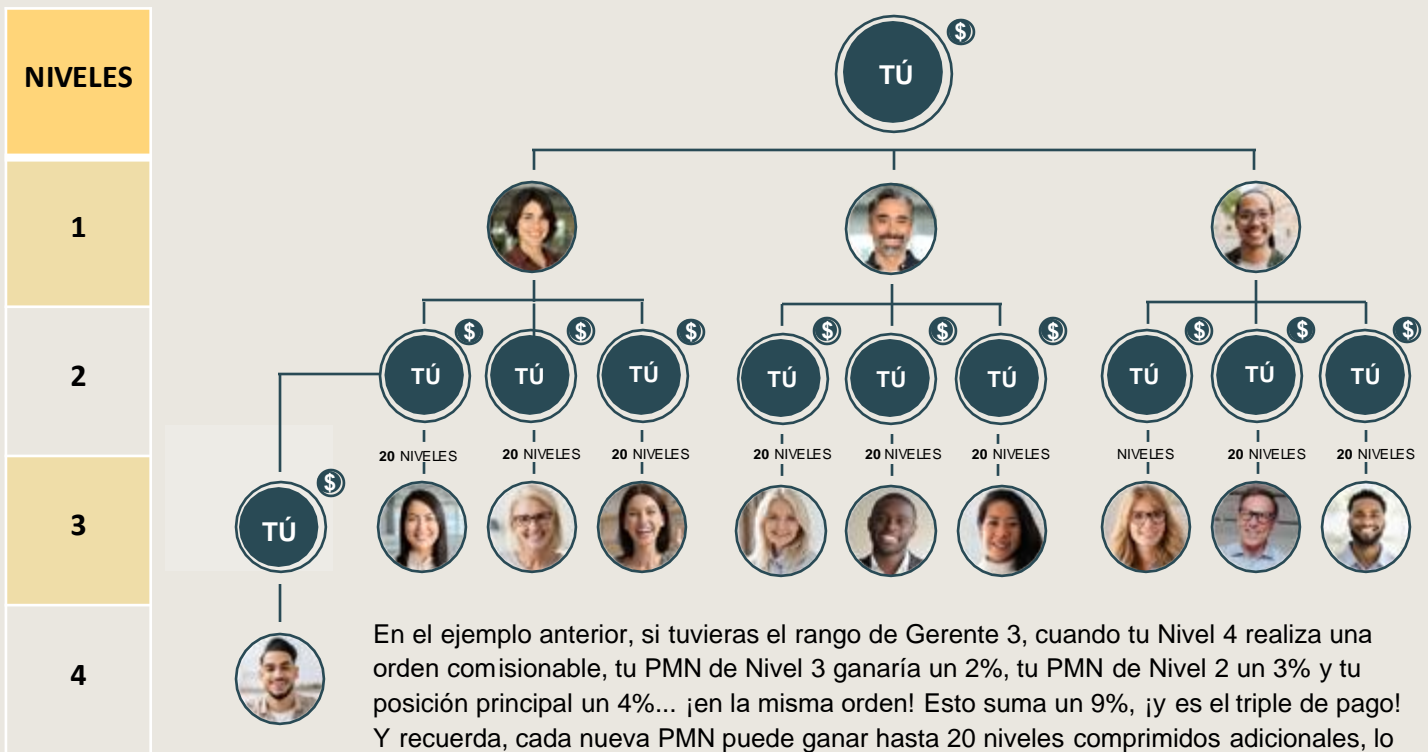 NIVELES
TÚ
$
1
2
$ $ $ $ $ $ $ $ $
TÚ TÚ TÚ TÚ TÚ TÚ TÚ TÚ TÚ
20 NIVELES 20 NIVELES 20 NIVELES 20 NIVELES 20 NIVELES 20 NIVELES NIVELES 20 NIVELES 20 NIVELES
3
$
TÚ
4
En el ejemplo anterior, si tuvieras el rango de Gerente 3, cuando tu Nivel 4 realiza una
orden comisionable, tu PMN de Nivel 3 ganaría un 2%, tu PMN de Nivel 2 un 3% y tu
posición principal un 4%... ¡en la misma orden! Esto suma un 9%, ¡y es el triple de pago!
Y recuerda, cada nueva PMN puede ganar hasta 20 niveles comprimidos adicionales, lo